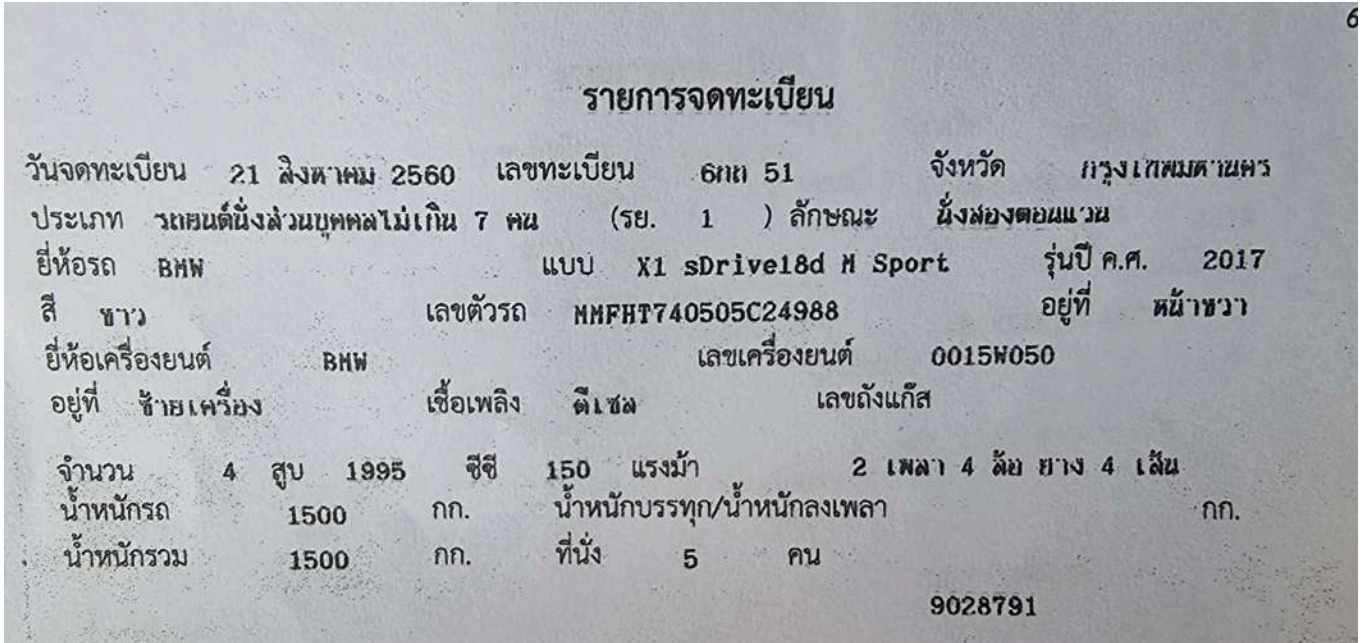 6
รายการจดทะเบียน
วันจดทะเบียน 21 สิงหาคม 2560 เลขทะเบียน 6กก 51 จังหวัด กรุงเทพมหานคร
ประเภท รถยนต์นั่งส่วนบุคคลไม่เกิน 7 คน (รย. 1 ) ลักษณะ นั่งสองตอนแวน
ยี่ห้อรถ BMW แบบ X1 sDrive18d M Sport รุ่นปี ค.ศ. 2017
สี ขาว เลขตัวรถ MMFHT740505C24988 อยู่ที่ หน้าขวา
ยี่ห้อเครื่องยนต์ BMW เลขเครื่องยนต์ 0015W050
อยู่ที่ ซ้ายเครื่อง เชื้อเพลิง ดีเซล เลขถังแก๊ส
จำนวน 4 สูบ 1995 ซีซี 150 แรงม้า 2 เพลา 4 ล้อ ยาง 4 เส้น
น้ำหนักรถ 1500 กก. น้ำหนักบรรทุก/น้ำหนักลงเพลา กก.
น้ำหนักรวม 1500 กก. ที่นั่ง 5 คน
9028791